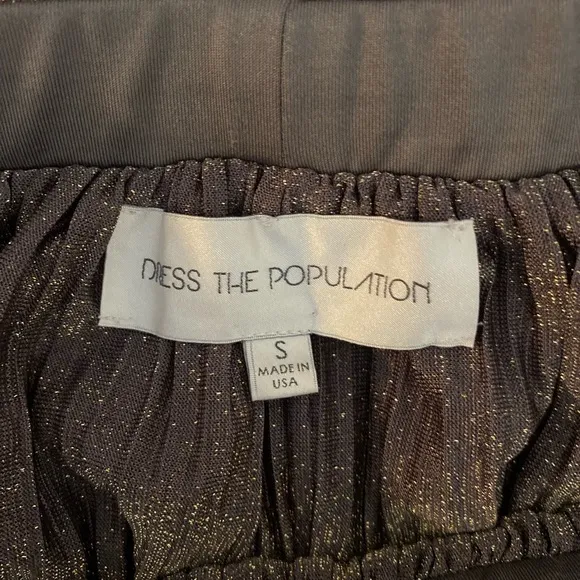 DRESS THE POPULATION
S
MADE IN
USA